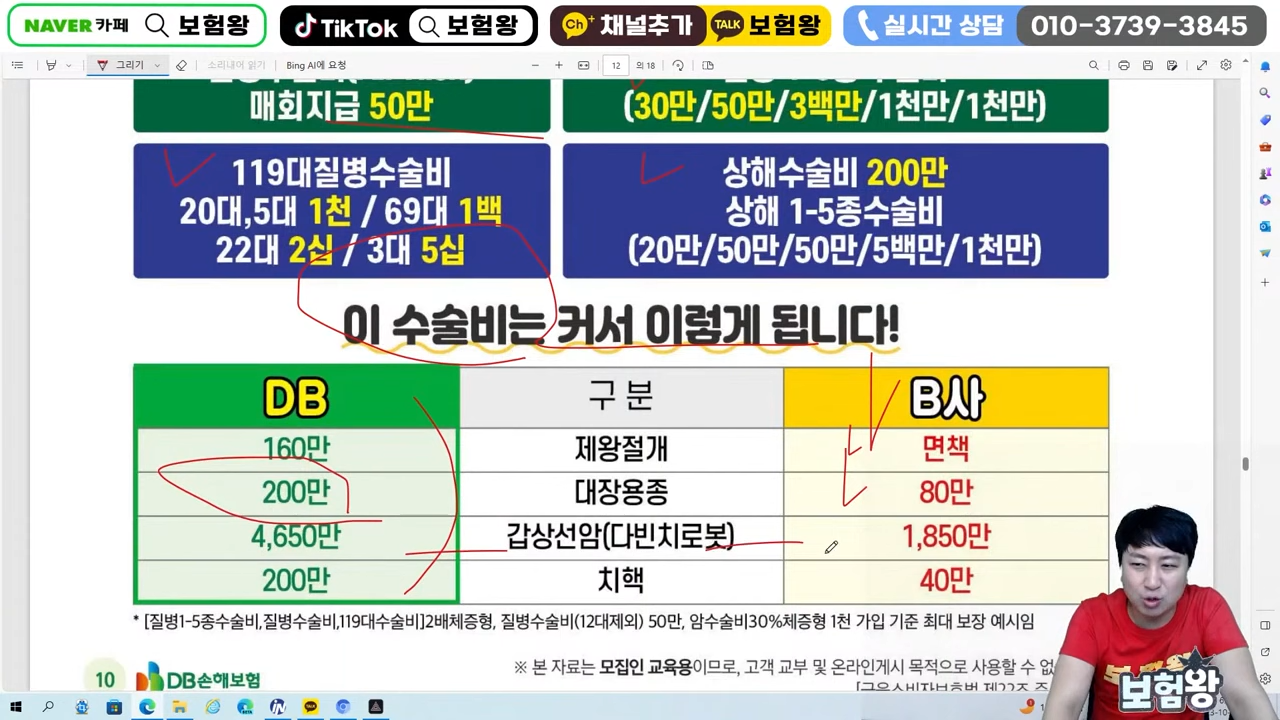 NAVER 카페 보험왕 TikTok 보험왕 Ch+ 채널추가 TALK 보험왕 실시간 상담 010-3739-3845
그리기 소리내어 읽기 Bing AI에 요청 12 의 18
매회지급 50만
(30만/50만/3백만/1천만/1천만)
119대질병수술비
20대,5대 1천 / 69대 1백
22대 2십 / 3대 5십
상해수술비 200만
상해 1-5종수술비
(20만/50만/50만/5백만/1천만)
이 수술비는 커서 이렇게 됩니다!
DB 구 분 B사
160만 제왕절개 면책
200만 대장용종 80만
4,650만 갑상선암(다빈치로봇) 1,850만
200만 치핵 40만
* [질병1-5종수술비,질병수술비,119대수술비]2배체증형, 질병수술비(12대제외) 50만, 암수술비30%체증형 1천 가입 기준 최대 보장 예시임
10 DB손해보험
※ 본 자료는 모집인 교육용이므로, 고객 교부 및 온라인게시 목적으로 사용할 수 없
보험왕